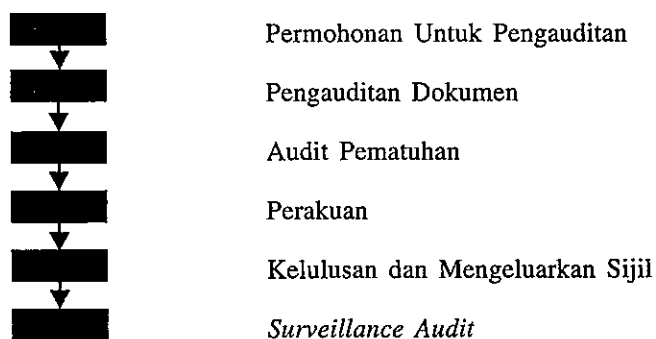 Permohonan Untuk Pengauditan
Pengauditan Dokumen
Audit Pematuhan
Perakuan
Kelulusan dan Mengeluarkan Sijil
Surveillance Audit